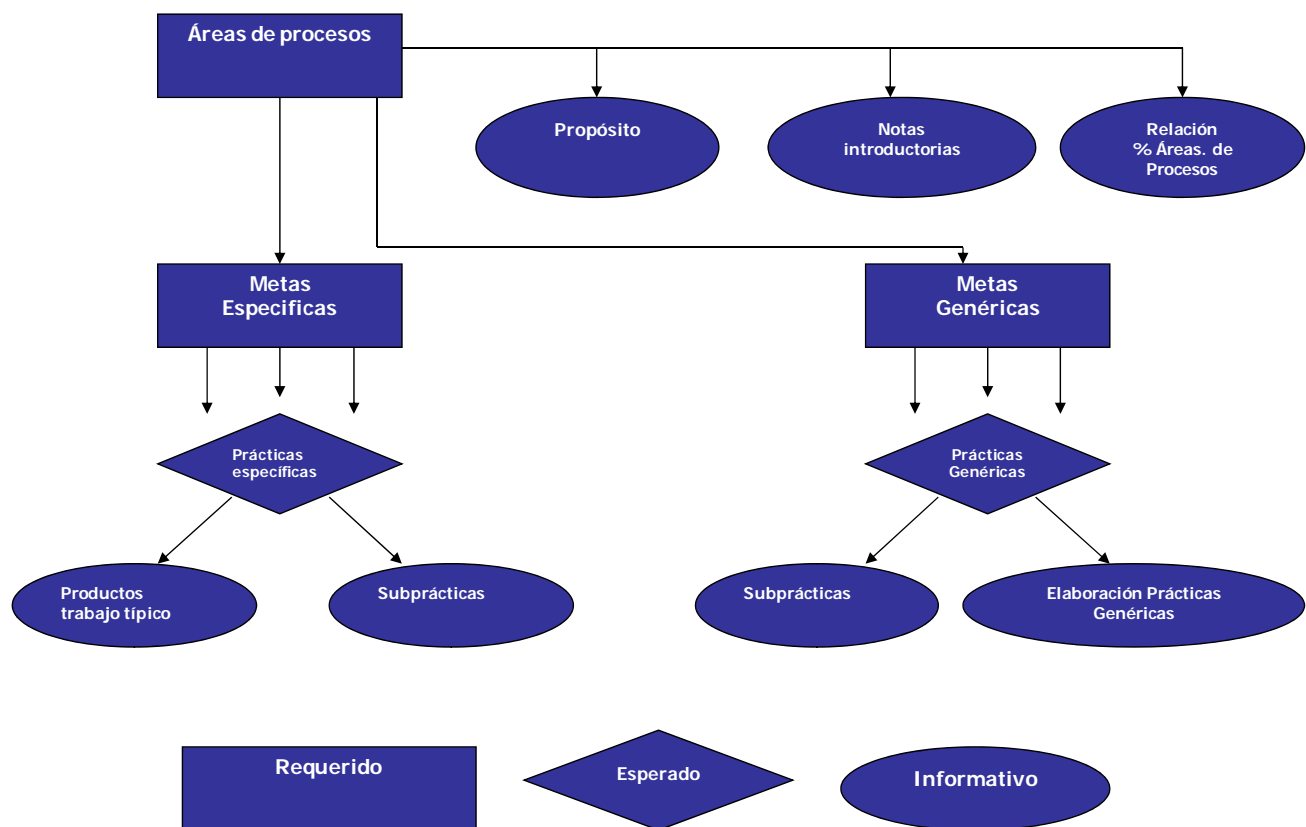 Áreas de procesos
Propósito
Notas
introductorias
Relación
% Áreas. de
Procesos
Metas
Especificas
Metas
Genéricas
Prácticas
específicas
Prácticas
Genéricas
Productos
trabajo típico
Subprácticas
Subprácticas
Elaboración Prácticas
Genéricas
Requerido
Esperado
Informativo